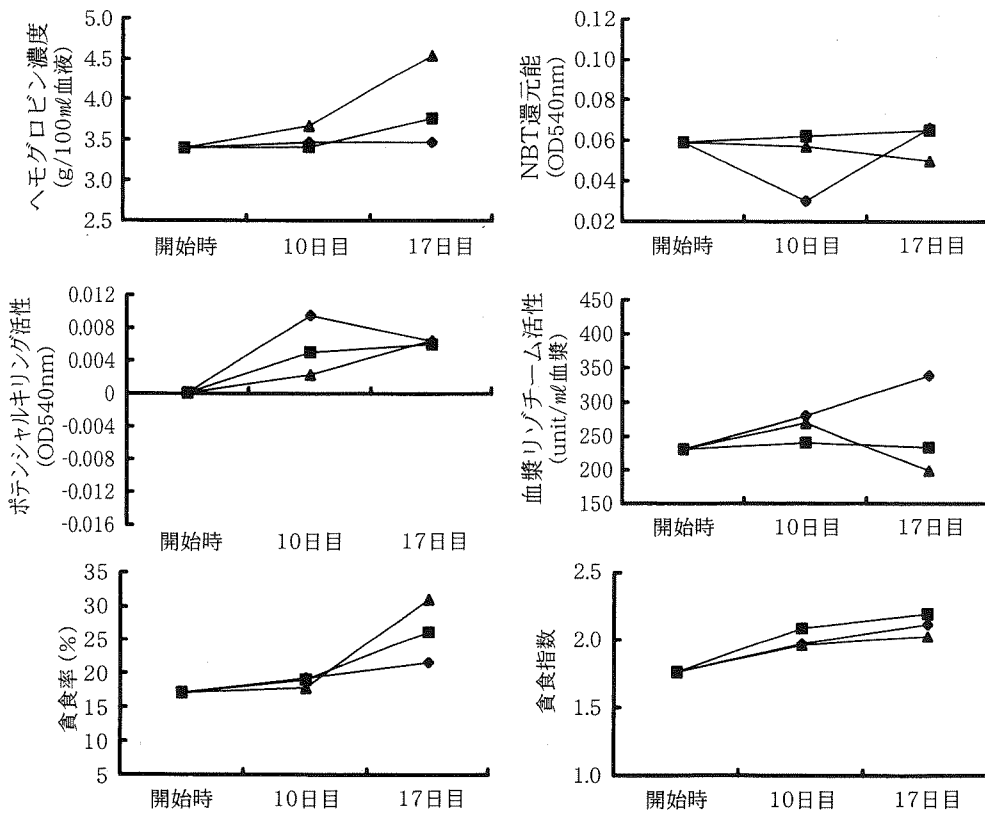 ヘモグロビン濃度
(g/100㎖血液)
5.0
4.5
4.0
3.5
3.0
2.5
開始時 10日目 17日目
NBT還元能
(OD540nm)
0.12
0.10
0.08
0.06
0.04
0.02
開始時 10日目 17日目
ポテンシャルキリング活性
(OD540nm)
0.012
0.008
0.004
0
-0.004
-0.008
-0.012
-0.016
開始時 10日目 17日目
血漿リゾチーム活性
(unit/㎖血漿)
450
400
350
300
250
200
150
開始時 10日目 17日目
貪食率(%)
35
30
25
20
15
10
5
開始時 10日目 17日目
貪食指数
2.5
2.0
1.5
1.0
開始時 10日目 17日目